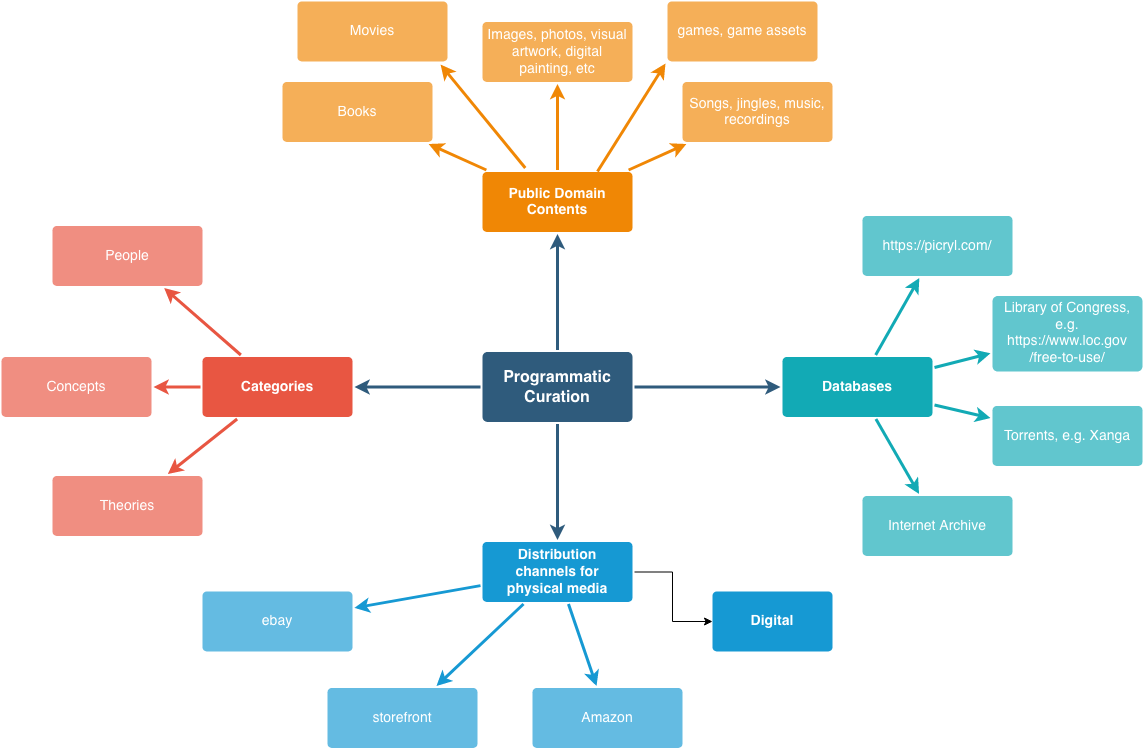 Movies
Images, photos, visual
artwork, digital
painting, etc
games, game assets
Books
Songs, jingles, music,
recordings
Public Domain
Contents
People
https://picryl.com/
Library of Congress,
e.g.
https://www.loc.gov
/free-to-use/
Concepts
Categories
Programmatic
Curation
Databases
Torrents, e.g. Xanga
Theories
Internet Archive
Distribution
channels for
physical media
ebay
Digital
storefront
Amazon